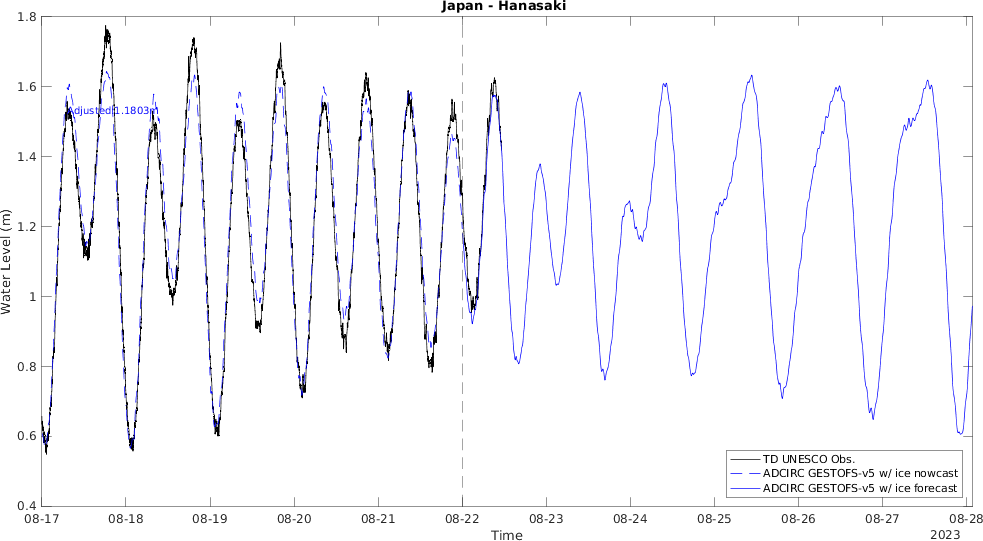 Japan - Hanasaki
Water Level (m)
1.8
1.6
1.4
1.2
1
0.8
0.6
0.4
Adjusted 1.1803m
TD UNESCO Obs.
ADCIRC GESTOFS-v5 w/ ice nowcast
ADCIRC GESTOFS-v5 w/ ice forecast
08-17 08-18 08-19 08-20 08-21 08-22 08-23 08-24 08-25 08-26 08-27 08-28
Time
2023